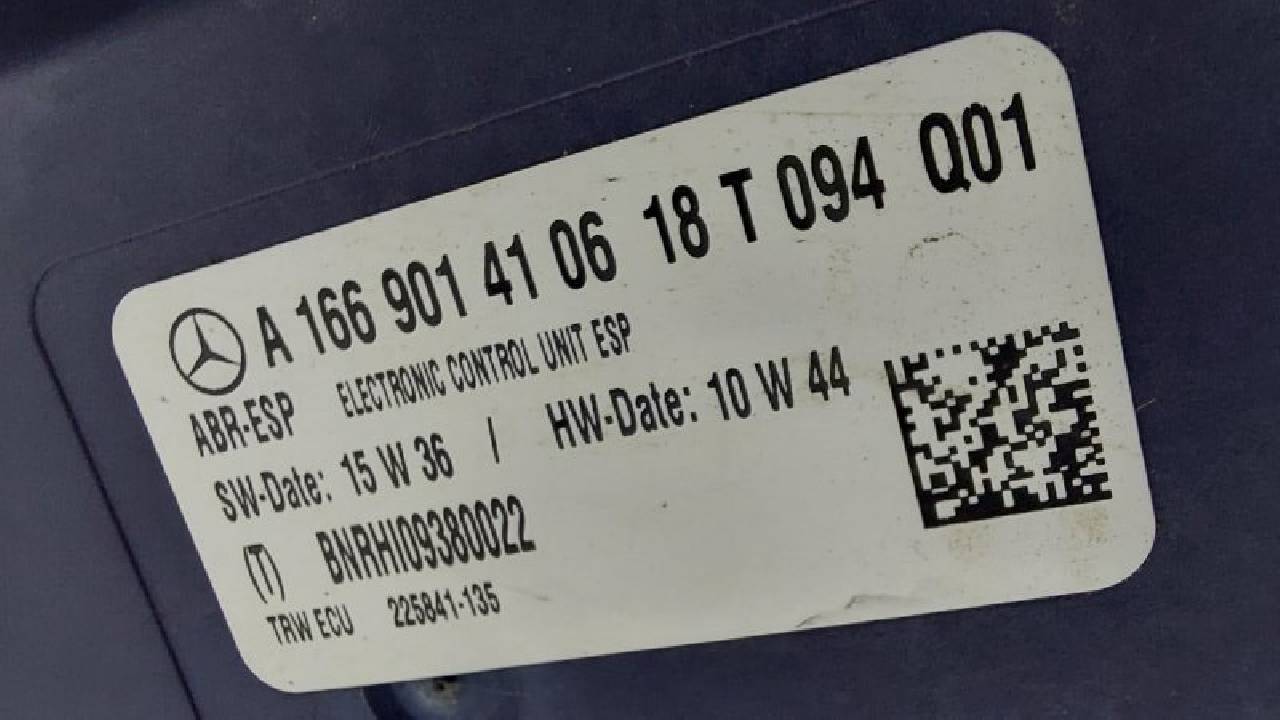 A 166 901 41 06 18 T 094 Q01
ABR-ESP ELECTRONIC CONTROL UNIT ESP
SW-Date: 15 W 36 / HW-Date: 10 W 44
(T) BNRHI09380022
TRW ECU 225841-135